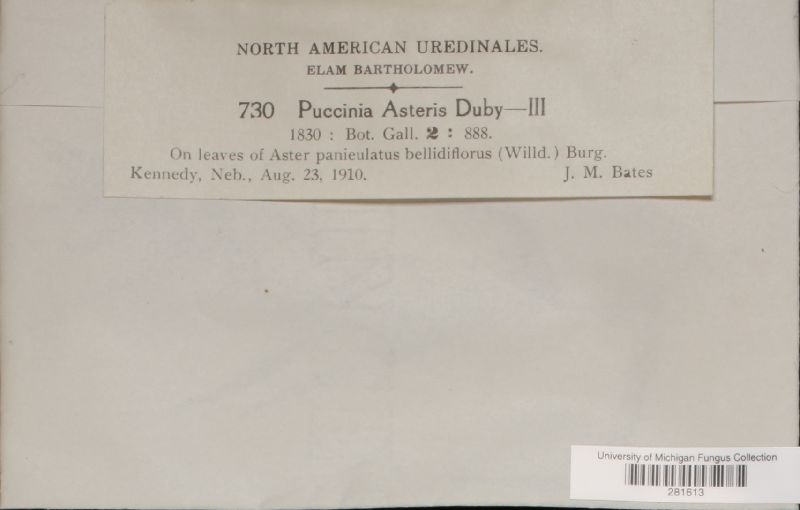 NORTH AMERICAN UREDINALES.
ELAM BARTHOLOMEW.
730 Puccinia Asteris Duby—III
1830 : Bot. Gall. 2 : 888.
On leaves of Aster panieulatus bellidiflorus (Willd.) Burg.
Kennedy, Neb., Aug. 23, 1910. J. M. Bates
University of Michigan Fungus Collection
281613